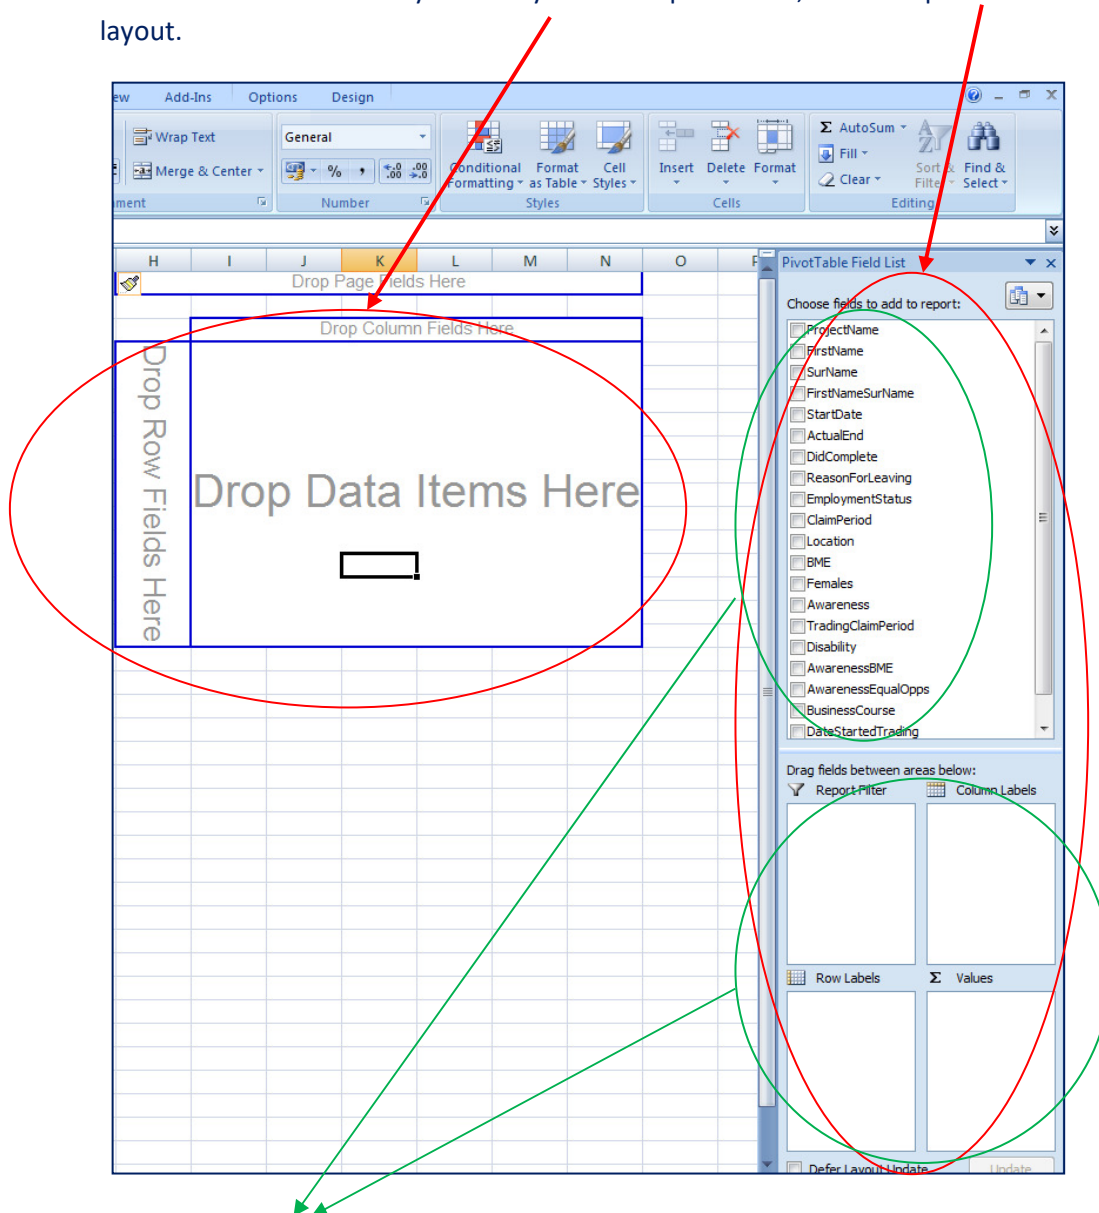 layout.
Add-Ins Options Design
Wrap Text
General
Σ AutoSum
Fill
Clear
Merge & Center
% , .0 .00 .00 .0
Conditional Formatting
Format as Table
Cell Styles
Insert Delete Format
Sort & Filter
Find & Select
Number Styles Cells Editing
H I J K L M N O
PivotTable Field List
Drop Page Fields Here
Choose fields to add to report:
Drop Column Fields Here
Drop Row Fields Here
Drop Data Items Here
ProjectName
FirstName
SurName
FirstNameSurName
StartDate
ActualEnd
DidComplete
ReasonForLeaving
EmploymentStatus
ClaimPeriod
Location
BME
Females
Awareness
TradingClaimPeriod
Disability
AwarenessBME
AwarenessEqualOpps
BusinessCourse
DateStartedTrading
Drag fields between areas below:
Report Filter Column Labels
Row Labels Σ Values
Defer Layout Update Update